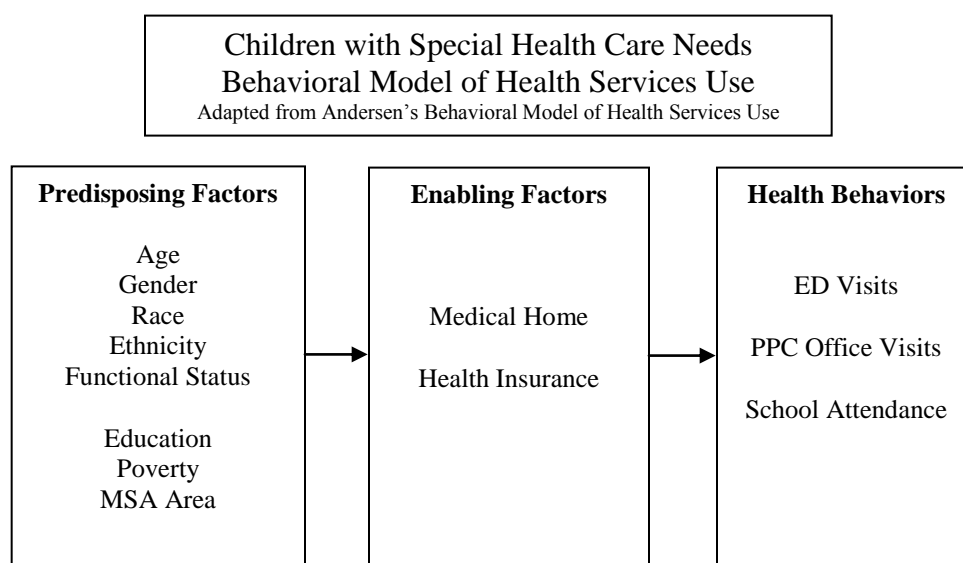 Children with Special Health Care Needs
Behavioral Model of Health Services Use
Adapted from Andersen's Behavioral Model of Health Services Use
Predisposing Factors
Age
Gender
Race
Ethnicity
Functional Status
Education
Poverty
MSA Area
Enabling Factors
Medical Home
Health Insurance
Health Behaviors
ED Visits
PPC Office Visits
School Attendance